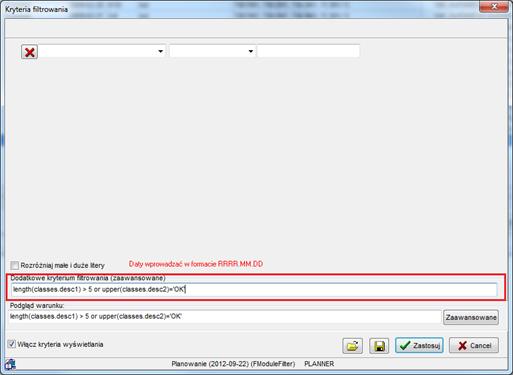 Kryteria filtrowania
Rozróżniaj małe i duże litery
Daty wprowadzać w formacie RRRR.MM.DD
Dodatkowe kryterium filtrowania (zaawansowane)
length(classes.desc1) > 5 or upper(classes.desc2)='OK'
Podgląd warunku:
length(classes.desc1) > 5 or upper(classes.desc2)='OK'
Zaawansowane
Włącz kryteria wyświetlania
Zastosuj
Cancel
Planowanie (2012-09-22) (FModuleFilter) PLANNER